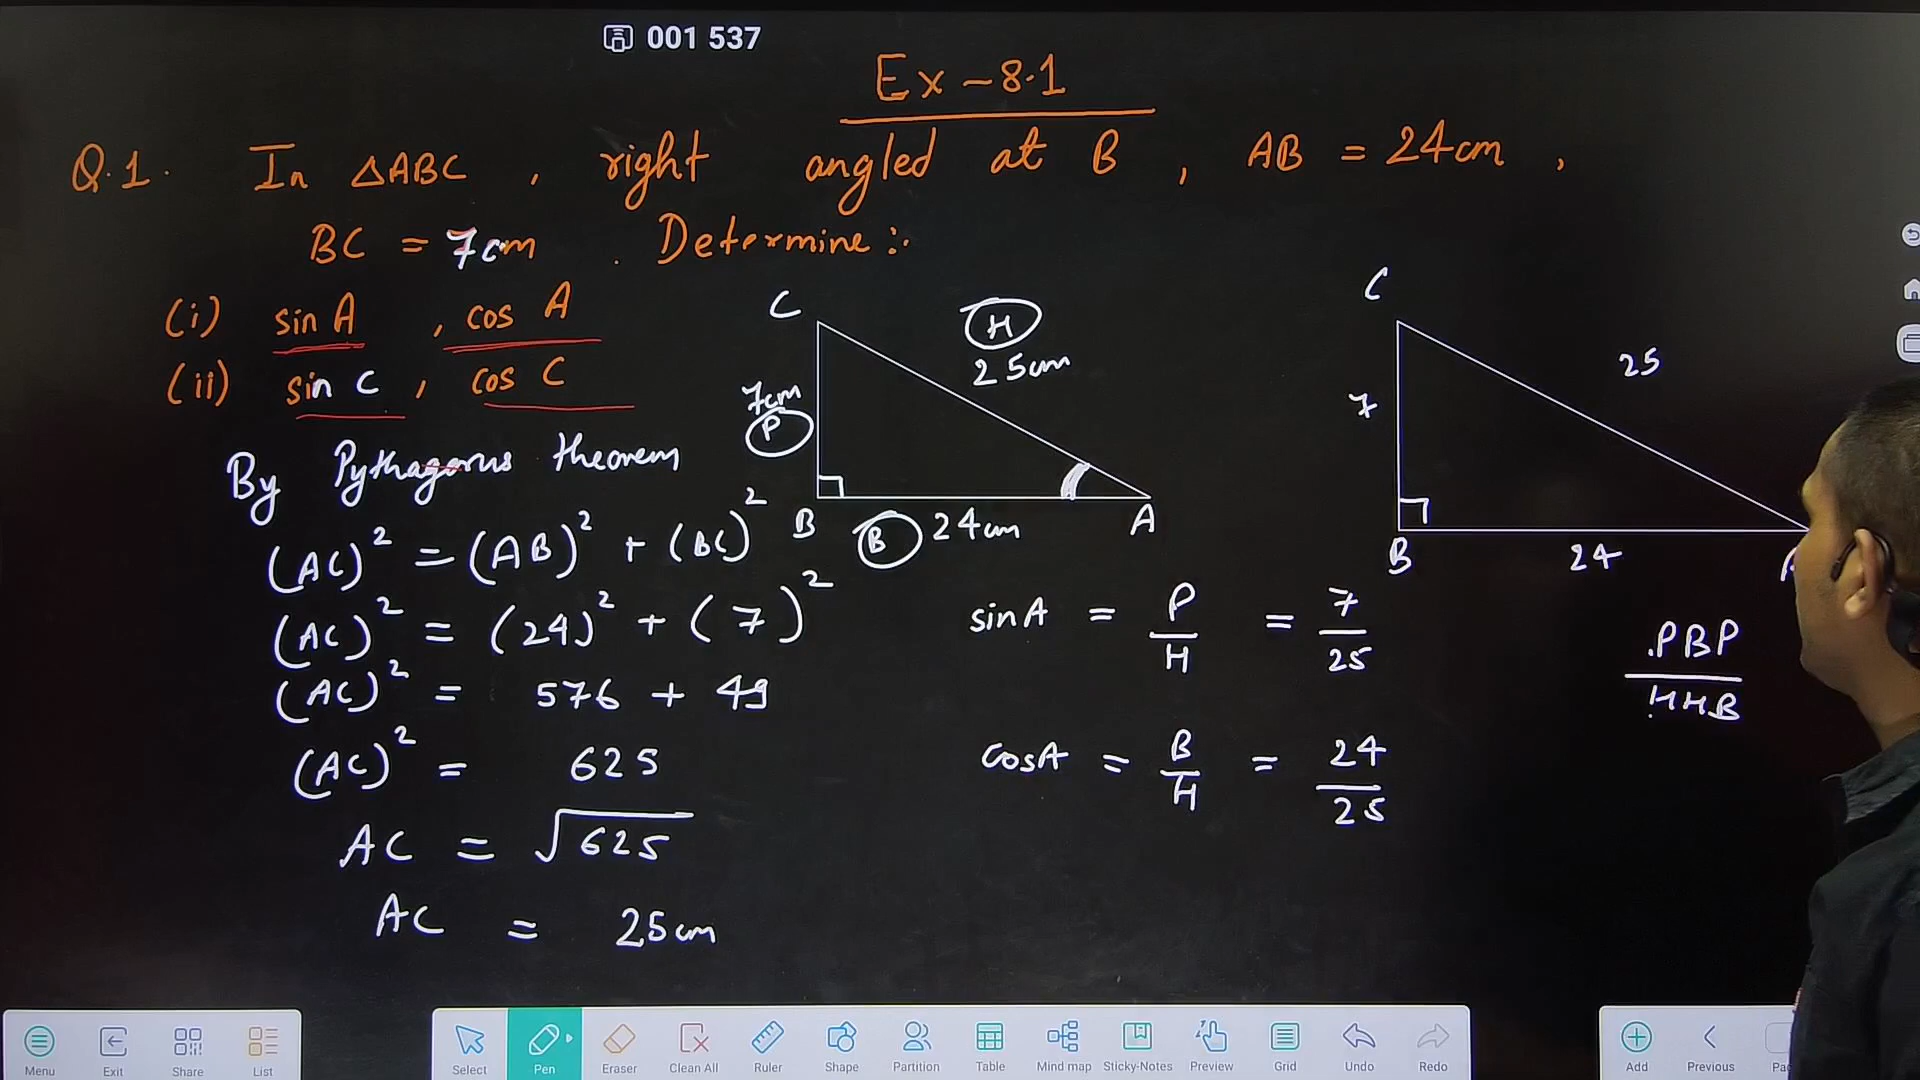 001 537
Ex - 8.1
Q.1. In △ABC , right angled at B , AB = 24cm ,
BC = 7cm . Determine :-
(i) sin A , cos A
(ii) sin C , cos C
By Pythagorus theorem
(AC)² = (AB)² + (BC)²
(AC)² = (24)² + (7)²
(AC)² = 576 + 49
(AC)² = 625
AC = √625
AC = 25cm
C
H
25cm
7cm
P
B
B 24cm
A
sinA = P/H = 7/25
cosA = B/H = 24/25
C
25
7
B
24
.PBP
HHB
Menu Exit Share List
Select Pen Eraser Clean All Ruler Shape Partition Table Mind map Sticky-Notes Preview Grid Undo Redo
Add Previous